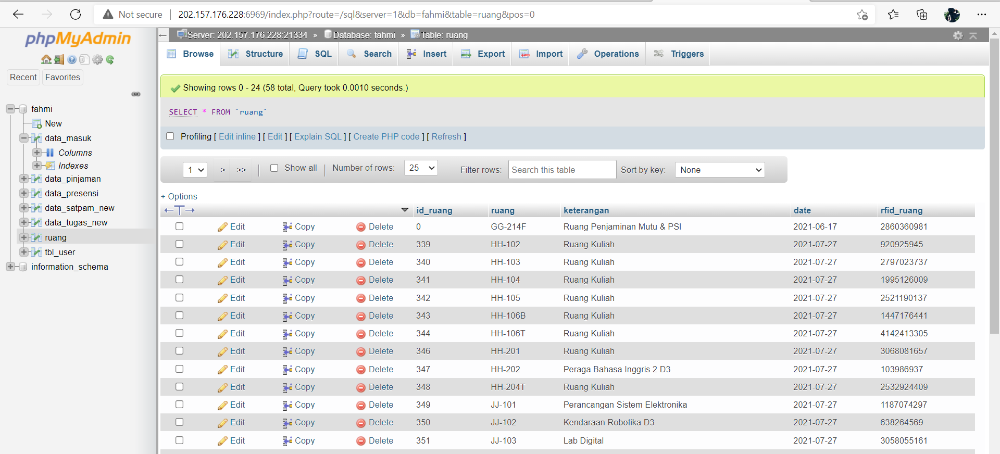 Not secure | 202.157.176.228:6969/index.php?route=/sql&server=1&db=fahmi&table=ruang&pos=0
phpMyAdmin
Recent Favorites
fahmi
New
data_masuk
Columns
Indexes
data_pinjaman
data_presensi
data_satpam_new
data_tugas_new
ruang
tbl_user
information_schema
Server: 202.157.176.228:21334 » Database: fahmi » Table: ruang
Browse Structure SQL Search Insert Export Import Operations Triggers
Showing rows 0 - 24 (58 total, Query took 0.0010 seconds.)
SELECT * FROM `ruang`
Profiling [ Edit inline ] [ Edit ] [ Explain SQL ] [ Create PHP code ] [ Refresh ]
1 > >> | Show all | Number of rows: 25 Filter rows: Search this table Sort by key: None
+ Options
id_ruang ruang keterangan date rfid_ruang
Edit Copy Delete 0 GG-214F Ruang Penjaminan Mutu & PSI 2021-06-17 2860360981
Edit Copy Delete 339 HH-102 Ruang Kuliah 2021-07-27 920925945
Edit Copy Delete 340 HH-103 Ruang Kuliah 2021-07-27 2797023737
Edit Copy Delete 341 HH-104 Ruang Kuliah 2021-07-27 1995126009
Edit Copy Delete 342 HH-105 Ruang Kuliah 2021-07-27 2521190137
Edit Copy Delete 343 HH-106B Ruang Kuliah 2021-07-27 1447176441
Edit Copy Delete 344 HH-106T Ruang Kuliah 2021-07-27 4142413305
Edit Copy Delete 346 HH-201 Ruang Kuliah 2021-07-27 3068081657
Edit Copy Delete 347 HH-202 Peraga Bahasa Inggris 2 D3 2021-07-27 103986937
Edit Copy Delete 348 HH-204T Ruang Kuliah 2021-07-27 2532924409
Edit Copy Delete 349 JJ-101 Perancangan Sistem Elektronika 2021-07-27 1187074297
Edit Copy Delete 350 JJ-102 Kendaraan Robotika D3 2021-07-27 638264569
Edit Copy Delete 351 JJ-103 Lab Digital 2021-07-27 3058055161